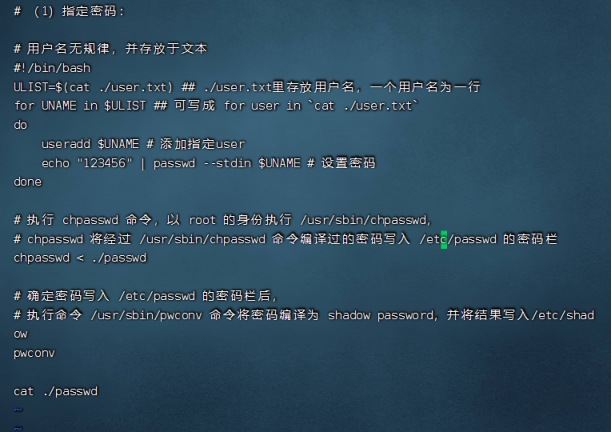 # （1）指定密码：
# 用户名无规律，并存放于文本
#!/bin/bash
ULIST=$(cat ./user.txt) ## ./user.txt里存放用户名，一个用户名为一行
for UNAME in $ULIST ## 可写成 for user in `cat ./user.txt`
do
    useradd $UNAME # 添加指定user
    echo "123456" | passwd --stdin $UNAME # 设置密码
done
# 执行 chpasswd 命令，以 root 的身份执行 /usr/sbin/chpasswd，
# chpasswd 将经过 /usr/sbin/chpasswd 命令编译过的密码写入 /etc/passwd 的密码栏
chpasswd < ./passwd
# 确定密码写入 /etc/passwd 的密码栏后，
# 执行命令 /usr/sbin/pwconv 命令将密码编译为 shadow password，并将结果写入/etc/shad
ow
pwconv
cat ./passwd
~
~